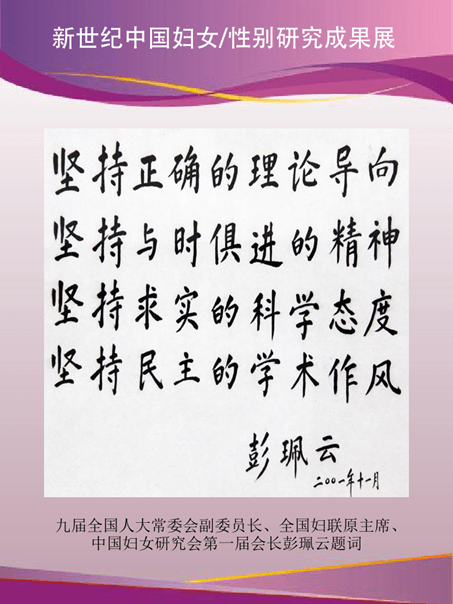 新世纪中国妇女/性别研究成果展
坚持正确的理论导向
坚持与时俱进的精神
坚持求实的科学态度
坚持民主的学术作风
彭珮云
二〇〇一年十一月
九届全国人大常委会副委员长、全国妇联原主席、
中国妇女研究会第一届会长彭珮云题词